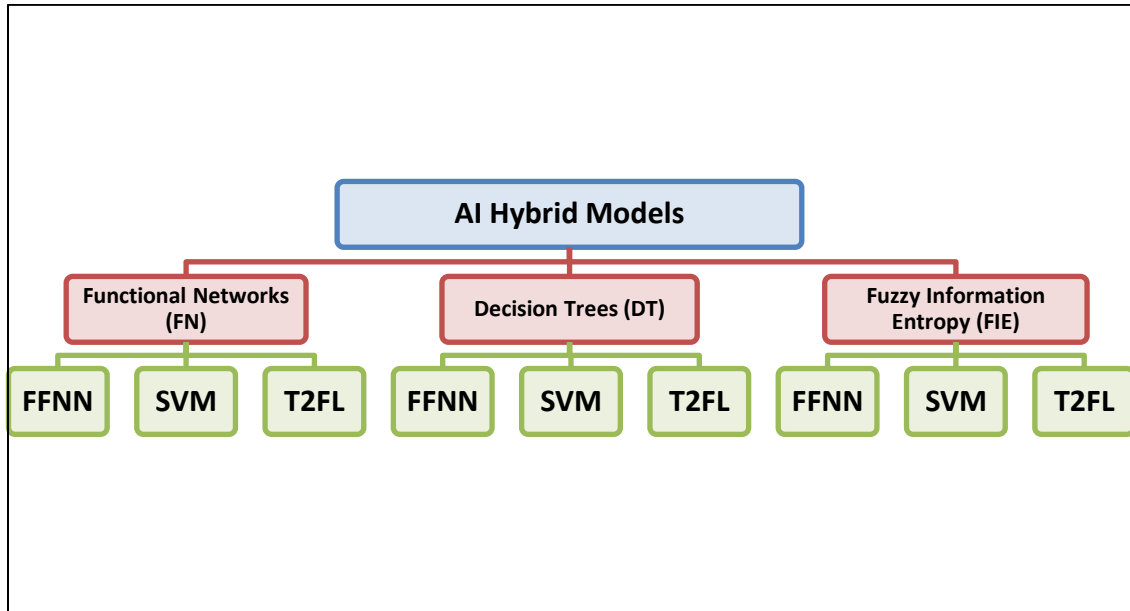 AI Hybrid Models
Functional Networks
(FN)
Decision Trees (DT)
Fuzzy Information
Entropy (FIE)
FFNN
SVM
T2FL
FFNN
SVM
T2FL
FFNN
SVM
T2FL